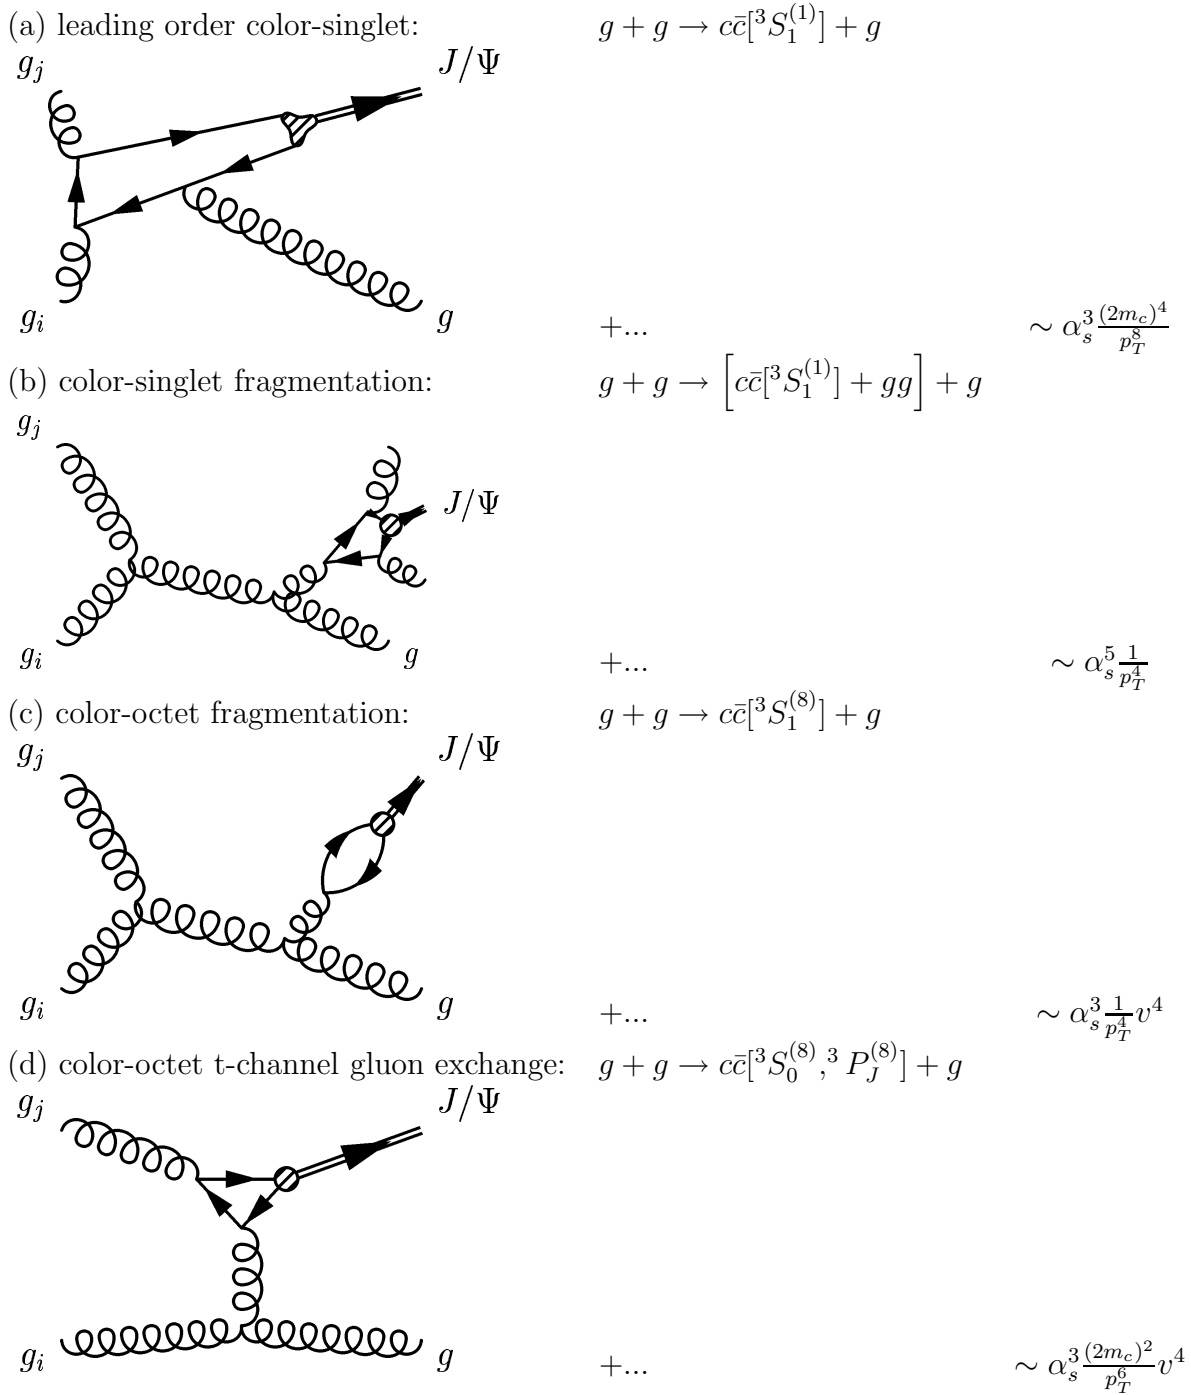 (a) leading order color-singlet: g + g → cc̄[³S₁⁽¹⁾] + g
g_j J/Ψ
g_i g +... ~ α_s³ (2m_c)⁴/p_T⁸
(b) color-singlet fragmentation: g + g → [cc̄[³S₁⁽¹⁾] + gg] + g
g_j
J/Ψ
g_i g +... ~ α_s⁵ 1/p_T⁴
(c) color-octet fragmentation: g + g → cc̄[³S₁⁽⁸⁾] + g
g_j J/Ψ
g_i g +... ~ α_s³ 1/p_T⁴ v⁴
(d) color-octet t-channel gluon exchange: g + g → cc̄[³S₀⁽⁸⁾,³ P_J⁽⁸⁾] + g
g_j J/Ψ
g_i g +... ~ α_s³ (2m_c)²/p_T⁶ v⁴